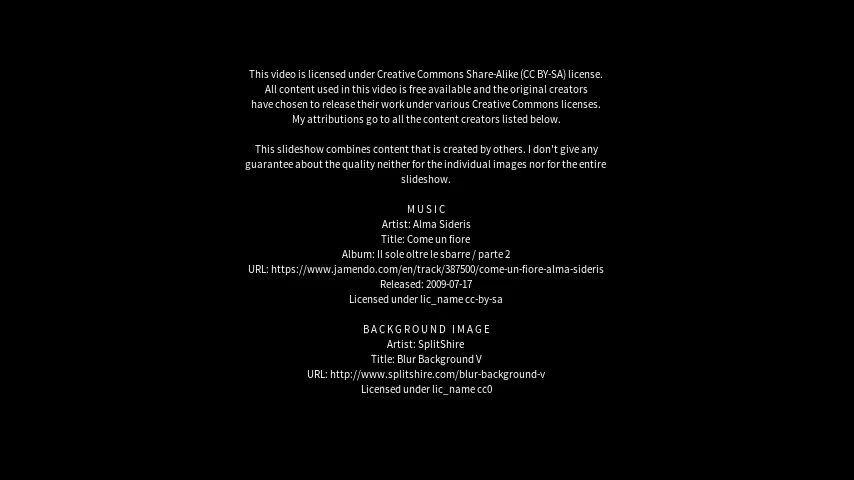 This video is licensed under Creative Commons Share-Alike (CC BY-SA) license.
All content used in this video is free available and the original creators
have chosen to release their work under various Creative Commons licenses.
My attributions go to all the content creators listed below.
This slideshow combines content that is created by others. I don't give any
guarantee about the quality neither for the individual images nor for the entire
slideshow.
MUSIC
Artist: Alma Sideris
Title: Come un fiore
Album: Il sole oltre le sbarre / parte 2
URL: https://www.jamendo.com/en/track/387500/come-un-fiore-alma-sideris
Released: 2009-07-17
Licensed under lic_name cc-by-sa
BACKGROUND IMAGE
Artist: SplitShire
Title: Blur Background V
URL: http://www.splitshire.com/blur-background-v
Licensed under lic_name cc0